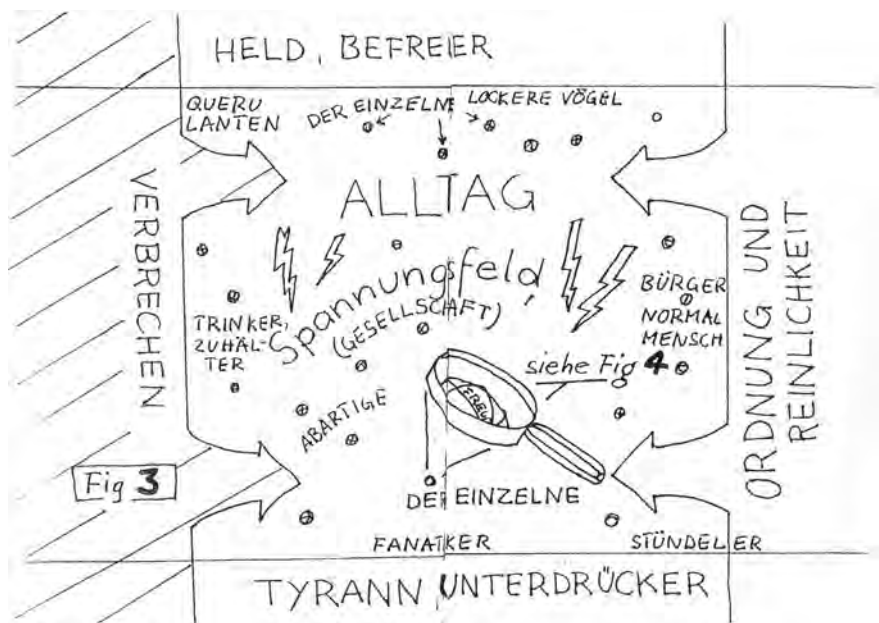 HELD, BEFREIER
QUERU
LANTEN
DER EINZELNE
LOCKERE VÖGEL
ALLTAG
VERBRECHEN
ORDNUNG UND
REINLICHKEIT
Spannungsfeld!
(GESELLSCHAFT)
BÜRGER
NORMAL
MENSCH
TRINKER,
ZUHÄL-
TER
siehe Fig 4
ABARTIGE
Fig 3
DER EINZELNE
FANATKER
STÜNDELER
TYRANN, UNTERDRÜCKER